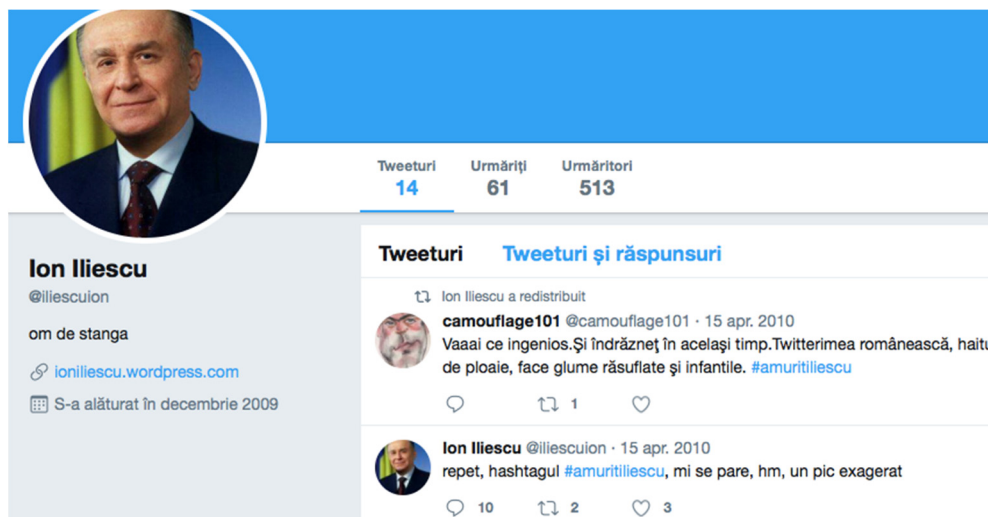 Tweeturi Urmăriți Urmăritori
14 61 513
Ion Iliescu
@iliescuion
om de stanga
ioniliescu.wordpress.com
S-a alăturat în decembrie 2009
Tweeturi Tweeturi și răspunsuri
Ion Iliescu a redistribuit
camouflage101 @camouflage101 · 15 apr. 2010
Vaaai ce ingenios.Şi îndrăzneţ în acelaşi timp.Twitterimea românească,
de ploaie, face glume răsuflate şi infantile. #amuritiliescu
1
Ion Iliescu @iliescuion · 15 apr. 2010
repet, hashtagul #amuritiliescu, mi se pare, hm, un pic exagerat
10 2 3